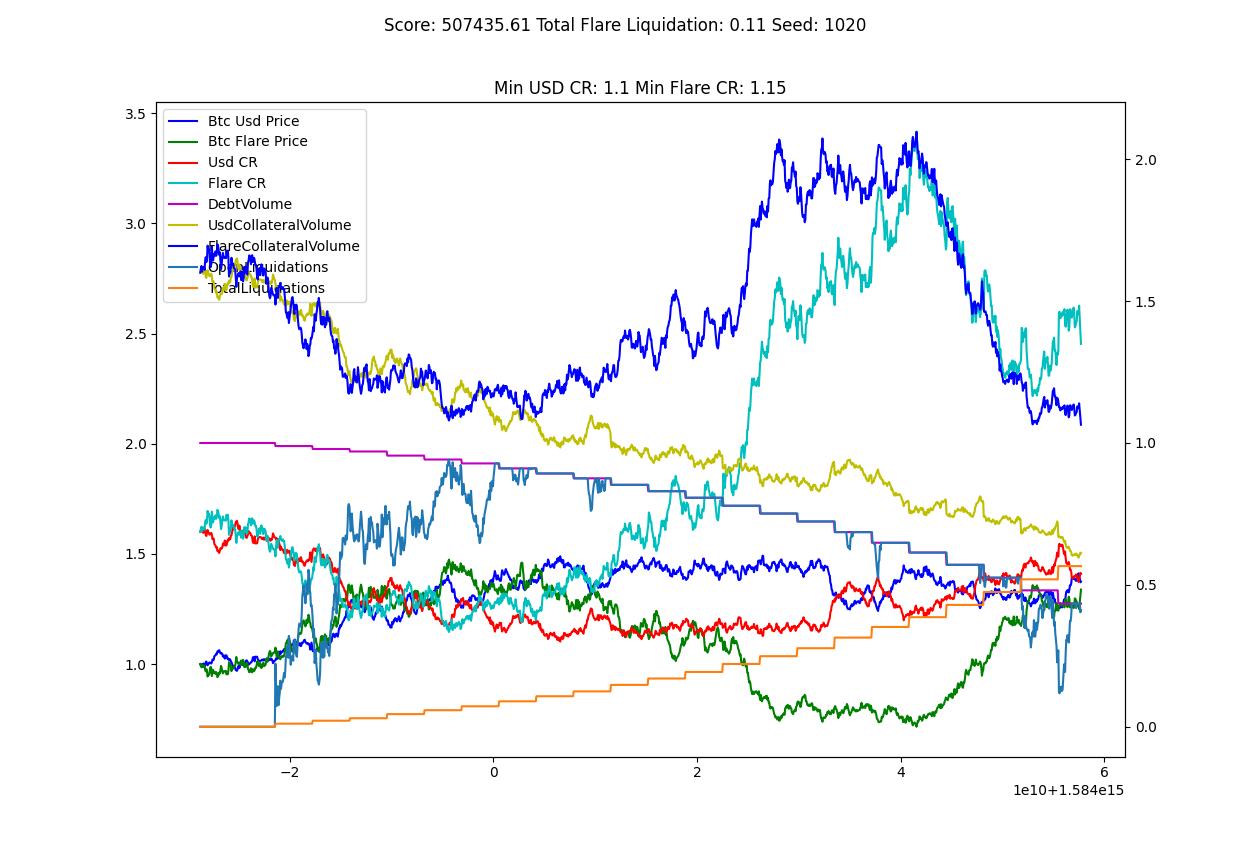 Score: 507435.61 Total Flare Liquidation: 0.11 Seed: 1020
Min USD CR: 1.1 Min Flare CR: 1.15
3.5
3.0
2.5
2.0
1.5
1.0
Btc Usd Price
Btc Flare Price
Usd CR
Flare CR
DebtVolume
UsdCollateralVolume
FlareCollateralVolume
TotalLiquidations
2.0
1.5
1.0
0.5
0.0
−2
0
2
4
6
1e10+1.584e15